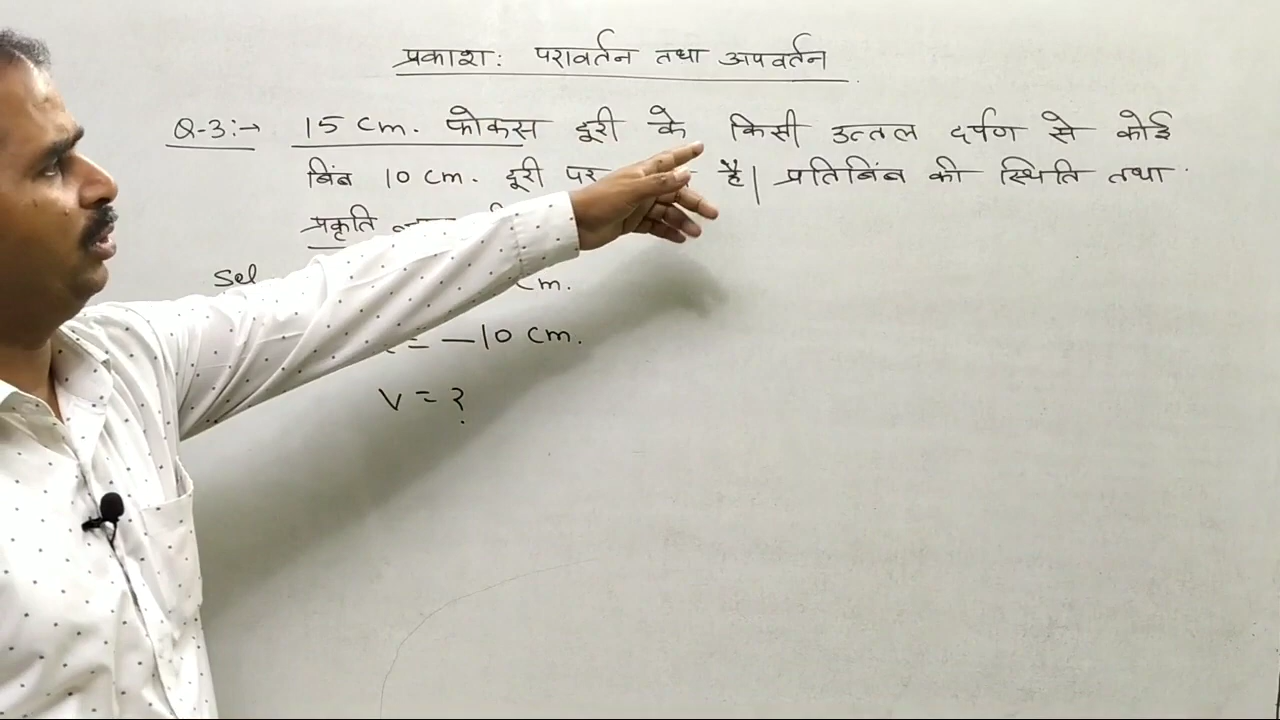 प्रकाश: परावर्तन तथा अपवर्तन
Q-3:→ 15 cm. फोकस दूरी के किसी उत्तल दर्पण से कोई
बिंब 10 cm. दूरी पर है| प्रतिबिंब की स्थिति तथा
प्रकृति
Sol
cm.
= —10 cm.
V = ?